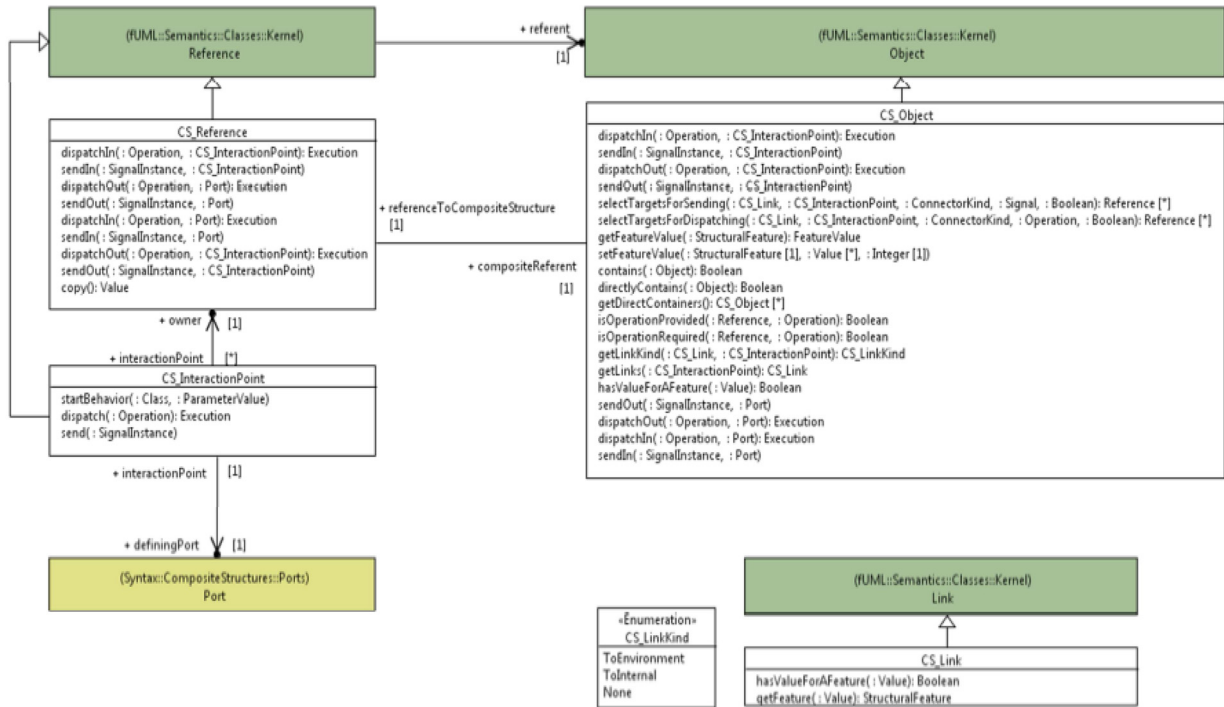 (fUML::Semantics::Classes::Kernel)
Reference
+ referent
[1]
(fUML::Semantics::Classes::Kernel)
Object
CS_Reference
dispatchIn( : Operation, : CS_InteractionPoint): Execution
sendIn( : SignalInstance, : CS_InteractionPoint)
dispatchOut( : Operation, : Port): Execution
sendOut( : SignalInstance, : Port)
dispatchIn( : Operation, : Port): Execution
sendIn( : SignalInstance, : Port)
dispatchOut( : Operation, : CS_InteractionPoint): Execution
sendOut( : SignalInstance, : CS_InteractionPoint)
copy(): Value
+ referenceToCompositeStructure
[1]
+ compositeReferent
[1]
CS_Object
dispatchIn( : Operation, : CS_InteractionPoint): Execution
sendIn( : SignalInstance, : CS_InteractionPoint)
dispatchOut( : Operation, : CS_InteractionPoint): Execution
sendOut( : SignalInstance, : CS_InteractionPoint)
selectTargetsForSending( : CS_Link, : CS_InteractionPoint, : ConnectorKind, : Signal, : Boolean): Reference [*]
selectTargetsForDispatching( : CS_Link, : CS_InteractionPoint, : ConnectorKind, : Operation, : Boolean): Reference [*]
getFeatureValue( : StructuralFeature): FeatureValue
setFeatureValue( : StructuralFeature [1], : Value [*], : Integer [1])
contains( : Object): Boolean
directlyContains( : Object): Boolean
getDirectContainers(): CS_Object [*]
isOperationProvided( : Reference, : Operation): Boolean
isOperationRequired( : Reference, : Operation): Boolean
getLinkKind( : CS_Link, : CS_InteractionPoint): CS_LinkKind
getLinks( : CS_InteractionPoint): CS_Link
hasValueForAFeature( : Value): Boolean
sendOut( : SignalInstance, : Port)
dispatchOut( : Operation, : Port): Execution
dispatchIn( : Operation, : Port): Execution
sendIn( : SignalInstance, : Port)
+ owner
[1]
+ interactionPoint
[*]
CS_InteractionPoint
startBehavior( : Class, : ParameterValue)
dispatch( : Operation): Execution
send( : SignalInstance)
+ interactionPoint
[1]
+ definingPort
[1]
(Syntax::CompositeStructures::Ports)
Port
«Enumeration»
CS_LinkKind
ToEnvironment
ToInternal
None
(fUML::Semantics::Classes::Kernel)
Link
CS_Link
hasValueForAFeature( : Value): Boolean
getFeature( : Value): StructuralFeature